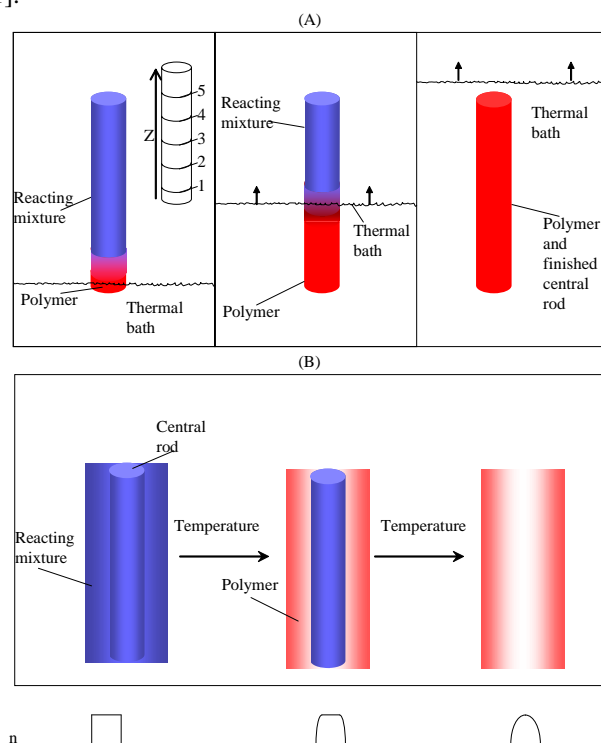 (A)
Reacting
mixture
Z
5
4
3
2
1
Polymer
Thermal
bath
Reacting
mixture
Thermal
bath
Polymer
Thermal
bath
Polymer
and
finished
central
rod
(B)
Central
rod
Reacting
mixture
Temperature
Polymer
Temperature
n